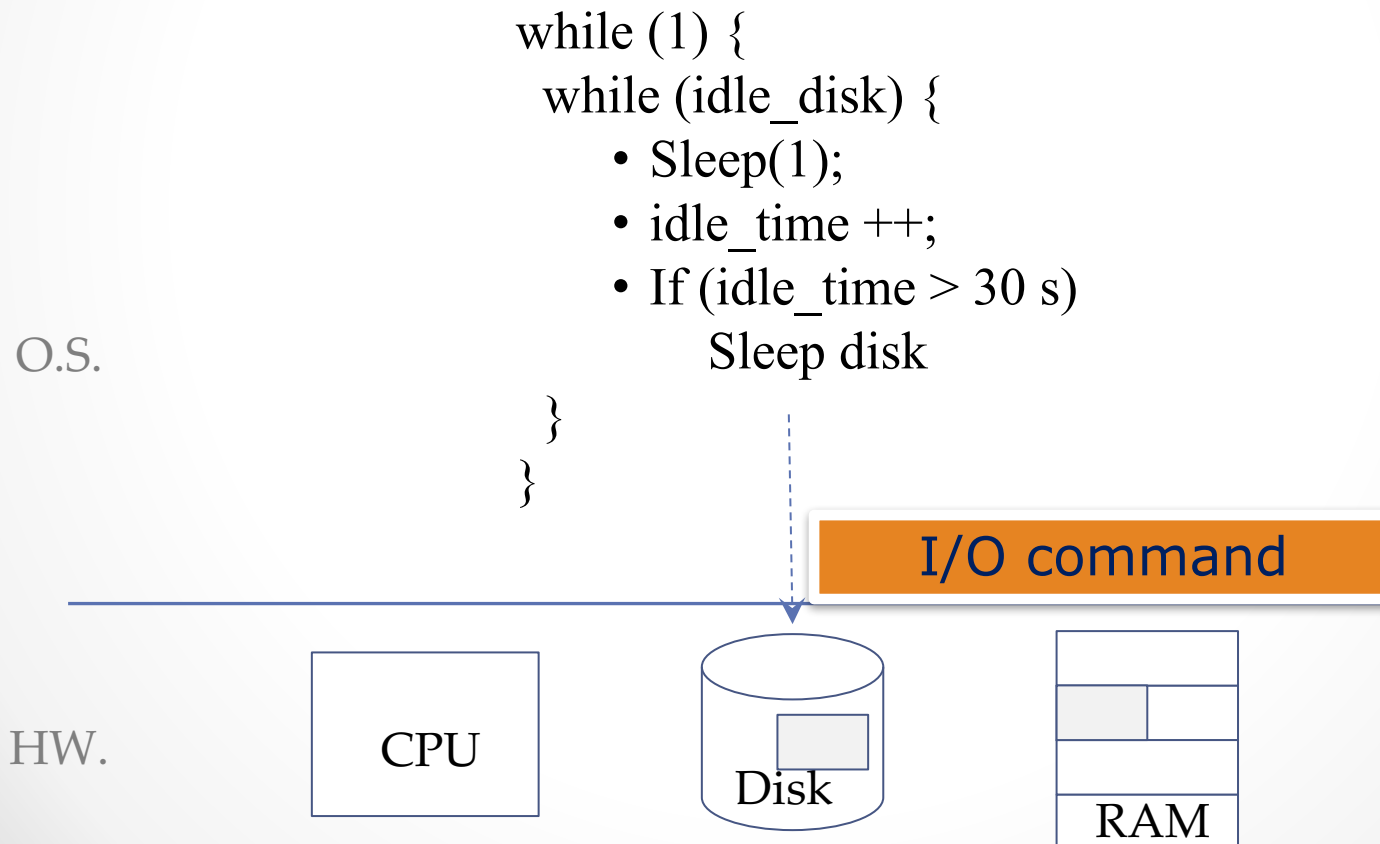 while (1) {
while (idle_disk) {
• Sleep(1);
• idle_time ++;
• If (idle_time > 30 s)
Sleep disk
O.S.
}
}
I/O command
HW.
CPU
Disk
RAM